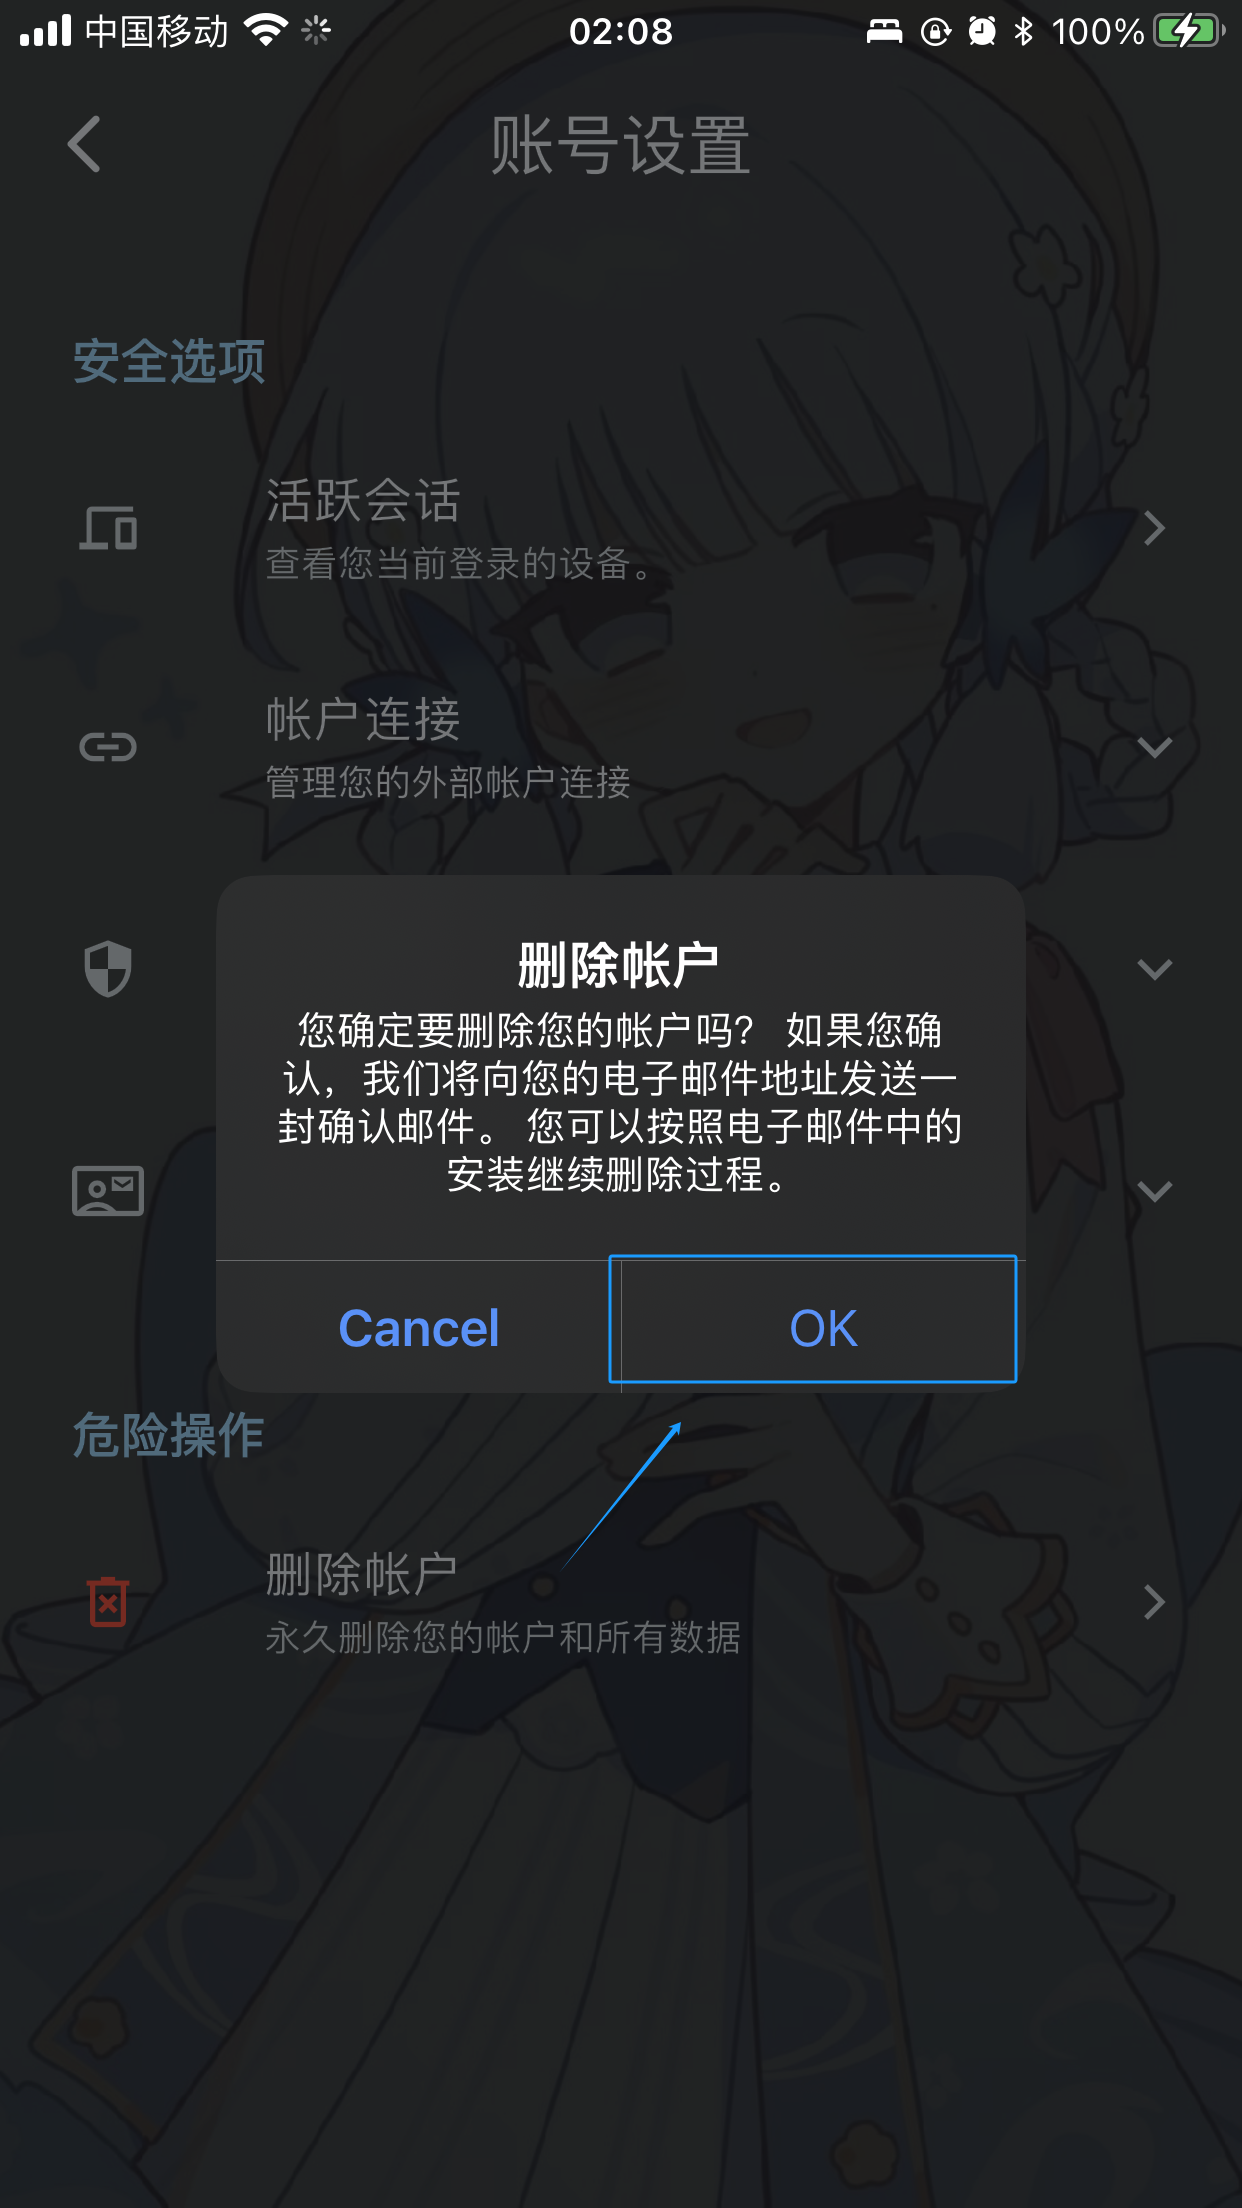 中国移动
02:08
100%
账号设置
安全选项
活跃会话
查看您当前登录的设备。
帐户连接
管理您的外部帐户连接
删除帐户
您确定要删除您的帐户吗？ 如果您确
认，我们将向您的电子邮件地址发送一
封确认邮件。 您可以按照电子邮件中的
安装继续删除过程。
Cancel
OK
危险操作
删除帐户
永久删除您的帐户和所有数据